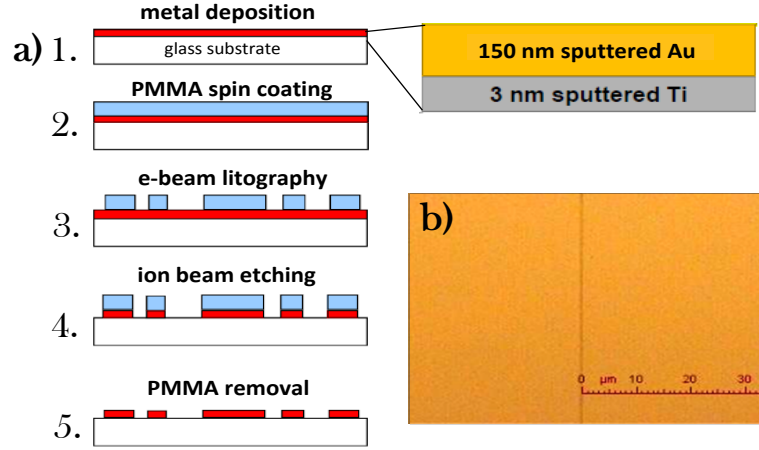 a)
1.
metal deposition
glass substrate
150 nm sputtered Au
3 nm sputtered Ti
PMMA spin coating
2.
e-beam litography
3.
ion beam etching
4.
PMMA removal
5.
b)
0 μm 10 20 30